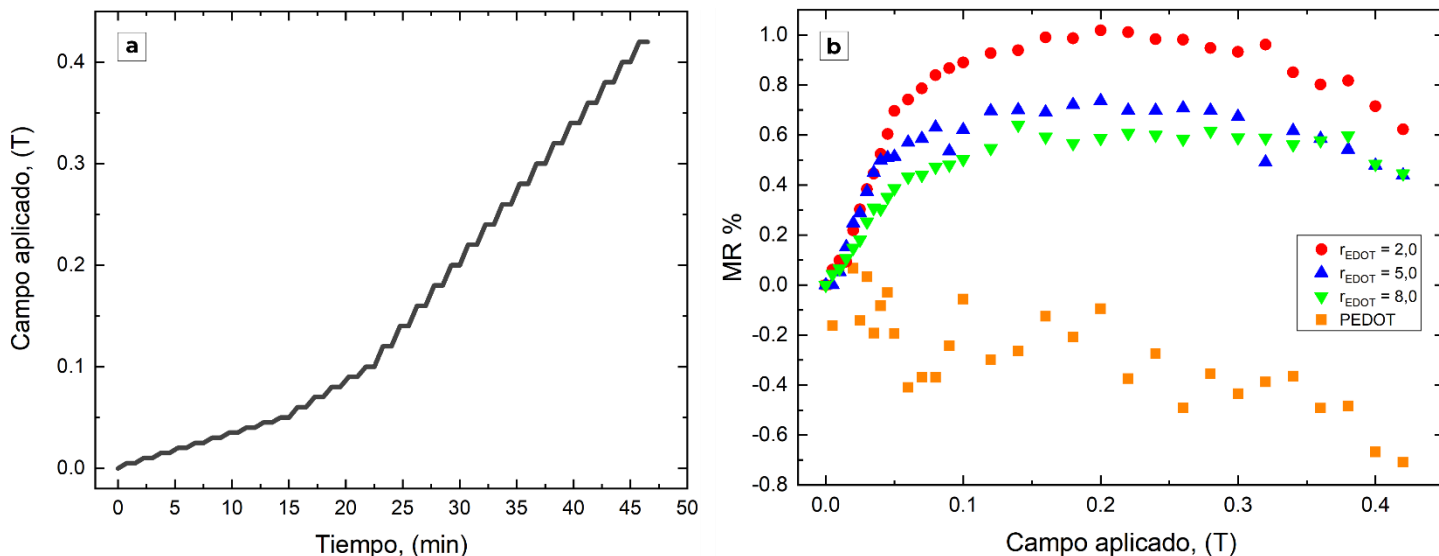 a
Campo aplicado, (T)
0.4
0.3
0.2
0.1
0.0
0 5 10 15 20 25 30 35 40 45 50
Tiempo, (min)
b
MR %
1.0
0.8
0.6
0.4
0.2
0.0
-0.2
-0.4
-0.6
-0.8
r_EDOT = 2,0
r_EDOT = 5,0
r_EDOT = 8,0
PEDOT
0.0 0.1 0.2 0.3 0.4
Campo aplicado, (T)